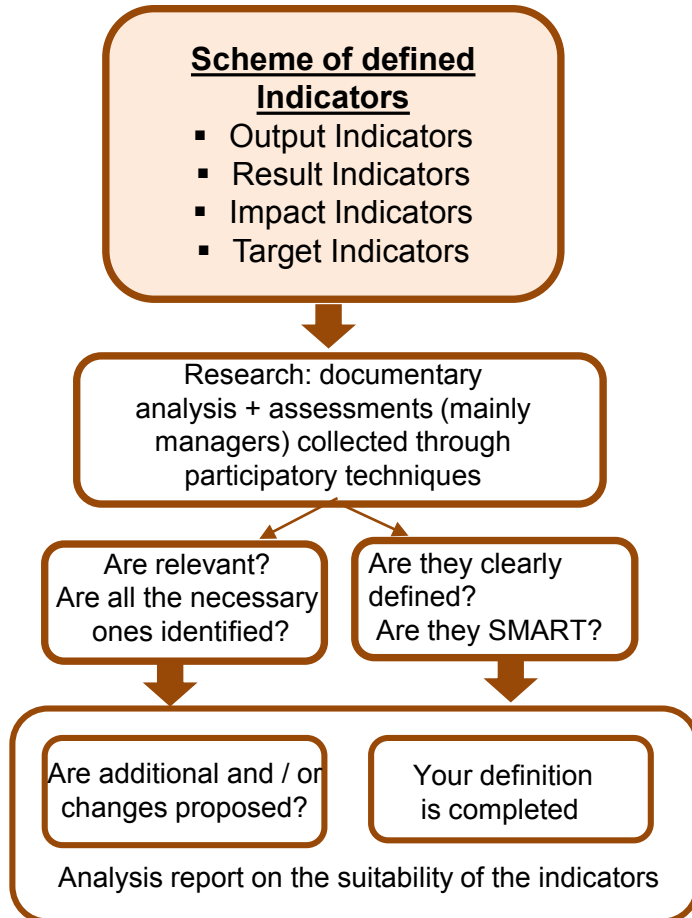 Scheme of defined
Indicators
▪ Output Indicators
▪ Result Indicators
▪ Impact Indicators
▪ Target Indicators
Research: documentary
analysis + assessments (mainly
managers) collected through
participatory techniques
Are relevant?
Are all the necessary
ones identified?
Are they clearly
defined?
Are they SMART?
Are additional and / or
changes proposed?
Your definition
is completed
Analysis report on the suitability of the indicators